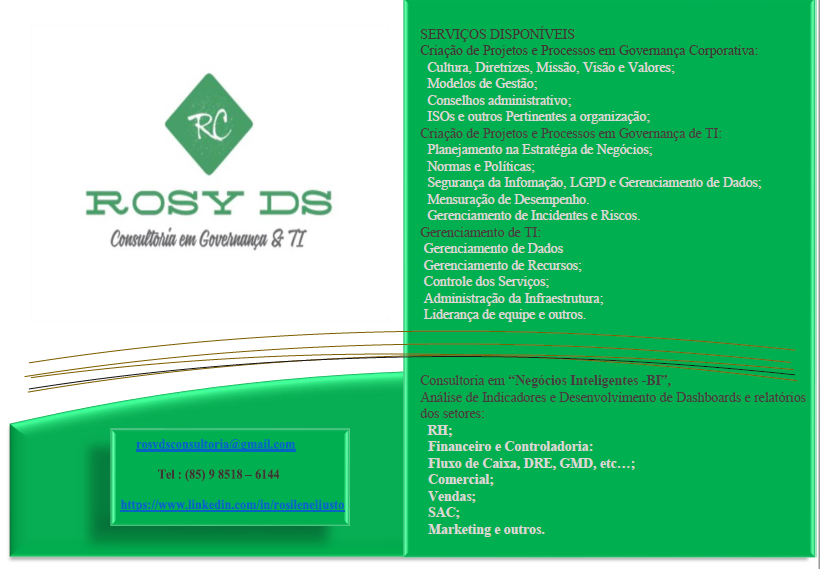 RC
ROSY DS
Consultoria em Governança & TI
rosydsconsultoria@gmail.com
Tel : (85) 9 8518 – 6144
https://www.linkedin.com/in/rosileneljusto
SERVIÇOS DISPONÍVEIS
Criação de Projetos e Processos em Governança Corporativa:
Cultura, Diretrizes, Missão, Visão e Valores;
Modelos de Gestão;
Conselhos administrativo;
ISOs e outros Pertinentes a organização;
Criação de Projetos e Processos em Governança de TI:
Planejamento na Estratégia de Negócios;
Normas e Políticas;
Segurança da Infomação, LGPD e Gerenciamento de Dados;
Mensuração de Desempenho.
Gerenciamento de Incidentes e Riscos.
Gerenciamento de TI:
Gerenciamento de Dados
Gerenciamento de Recursos;
Controle dos Serviços;
Administração da Infraestrutura;
Liderança de equipe e outros.
Consultoria em “Negócios Inteligentes -BI”,
Análise de Indicadores e Desenvolvimento de Dashboards e relatórios
dos setores:
RH;
Financeiro e Controladoria:
Fluxo de Caixa, DRE, GMD, etc…;
Comercial;
Vendas;
SAC;
Marketing e outros.